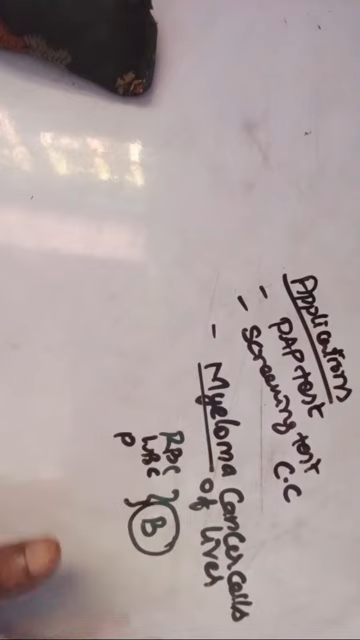 Applications
- PAP test
- Screening test
C.C
- Myeloma Cancer cells
of liver
RBC
WBC
P
} B